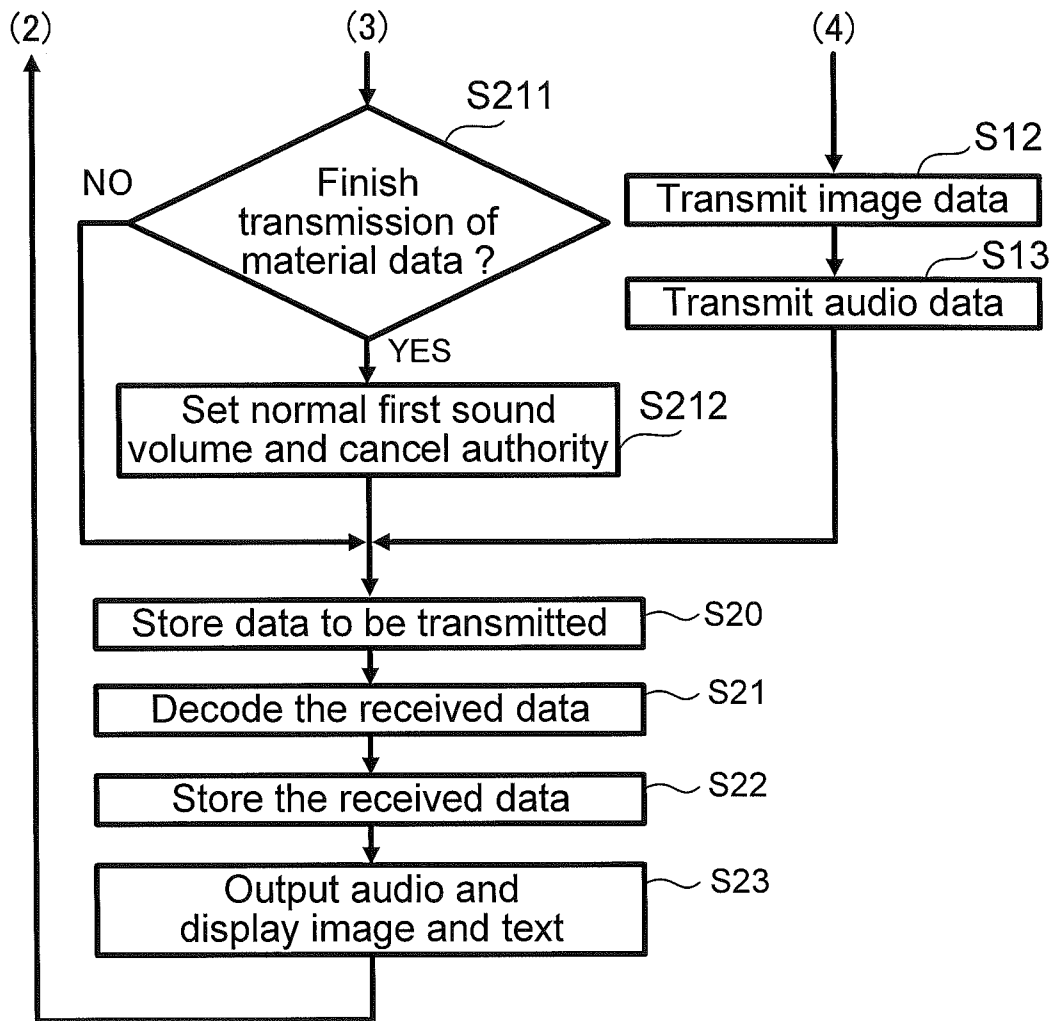 (2)
(3)
(4)
S211
NO
Finish
transmission of
material data ?
YES
S12
Transmit image data
S13
Transmit audio data
Set normal first sound
volume and cancel authority
S212
Store data to be transmitted
S20
Decode the received data
S21
Store the received data
S22
Output audio and
display image and text
S23